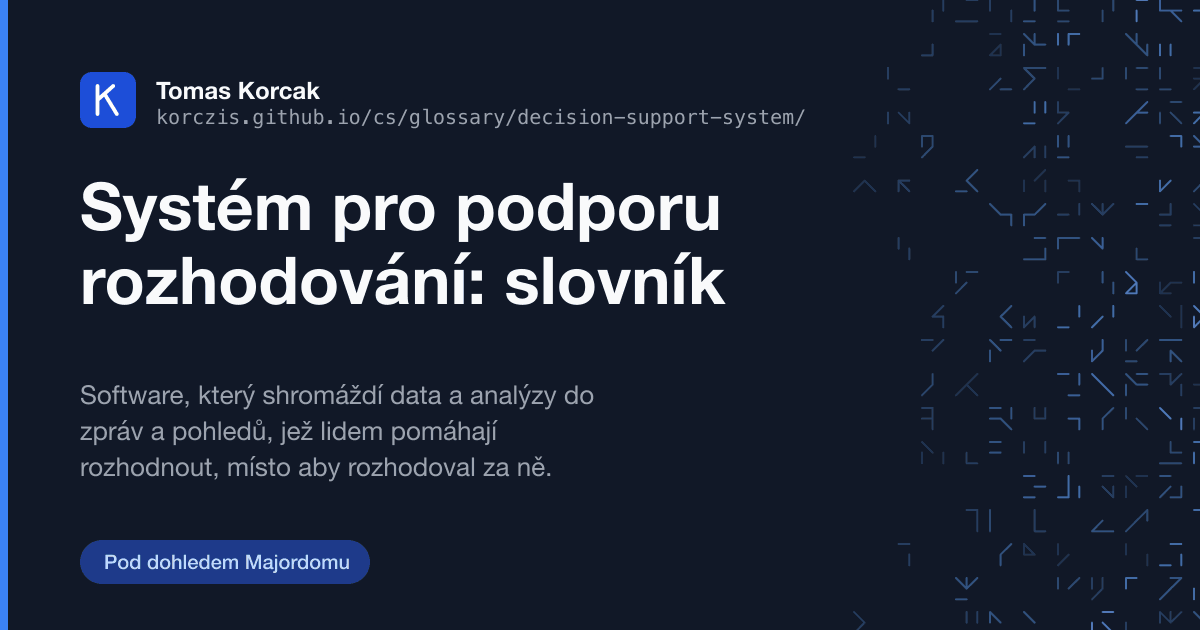 K
Tomas Korcak
korczis.github.io/cs/glossary/decision-support-system/
Systém pro podporu
rozhodování: slovník
Software, který shromáždí data a analýzy do
zpráv a pohledů, jež lidem pomáhají
rozhodnout, místo aby rozhodoval za ně.
Pod dohledem Majordomu